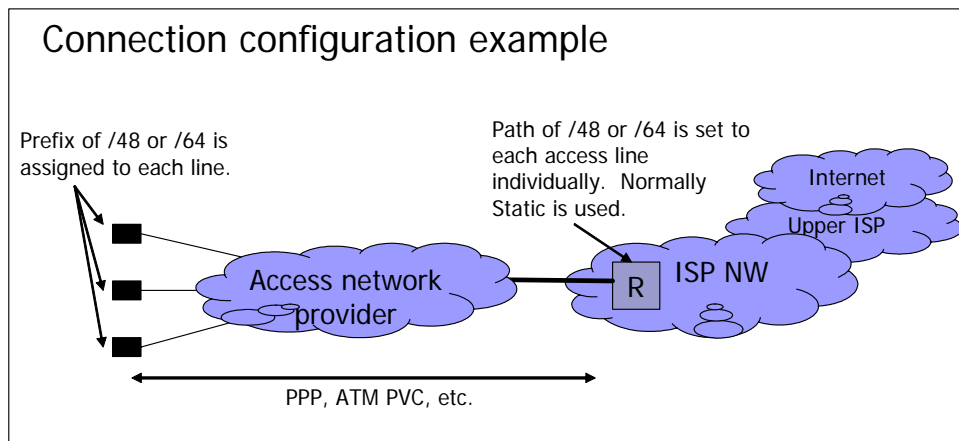 Connection configuration example
Prefix of /48 or /64 is
assigned to each line.
Path of /48 or /64 is set to
each access line
individually.  Normally
Static is used.
Internet
Upper ISP
Access network
provider
R
ISP NW
PPP, ATM PVC, etc.